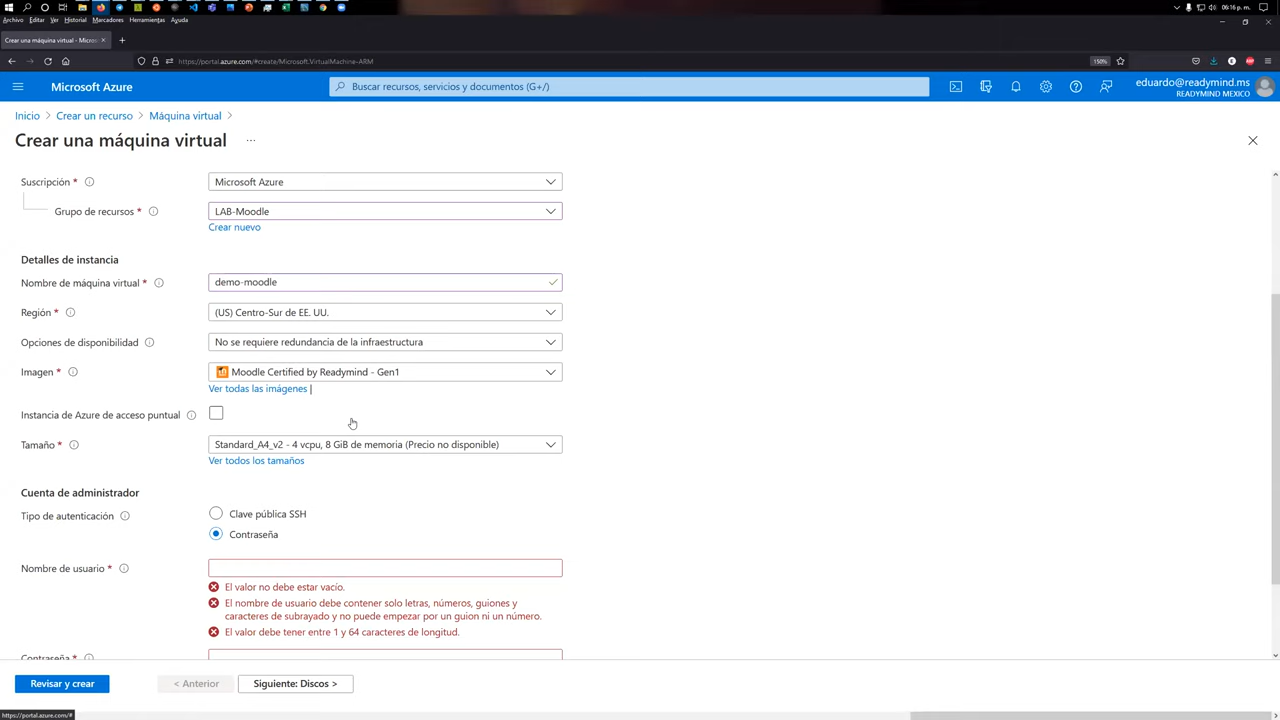 06:16 p. m.
Archivo Editar Ver Historial Marcadores Herramientas Ayuda
Crear una máquina virtual - Micros
https://portal.azure.com/#create/Microsoft.VirtualMachine-ARM
150%
Microsoft Azure
Buscar recursos, servicios y documentos (G+/)
eduardo@readymind.ms
READYMIND MEXICO
Inicio > Crear un recurso > Máquina virtual >
Crear una máquina virtual ...
Suscripción *
Microsoft Azure
Grupo de recursos *
LAB-Moodle
Crear nuevo
Detalles de instancia
Nombre de máquina virtual *
demo-moodle
Región *
(US) Centro-Sur de EE. UU.
Opciones de disponibilidad
No se requiere redundancia de la infraestructura
Imagen *
Moodle Certified by Readymind - Gen1
Ver todas las imágenes |
Instancia de Azure de acceso puntual
Tamaño *
Standard_A4_v2 - 4 vcpu, 8 GiB de memoria (Precio no disponible)
Ver todos los tamaños
Cuenta de administrador
Tipo de autenticación
Clave pública SSH
Contraseña
Nombre de usuario *
El valor no debe estar vacío.
El nombre de usuario debe contener solo letras, números, guiones y
caracteres de subrayado y no puede empezar por un guion ni un número.
El valor debe tener entre 1 y 64 caracteres de longitud.
Contraseña *
Revisar y crear
< Anterior
Siguiente: Discos >
https://portal.azure.com/#